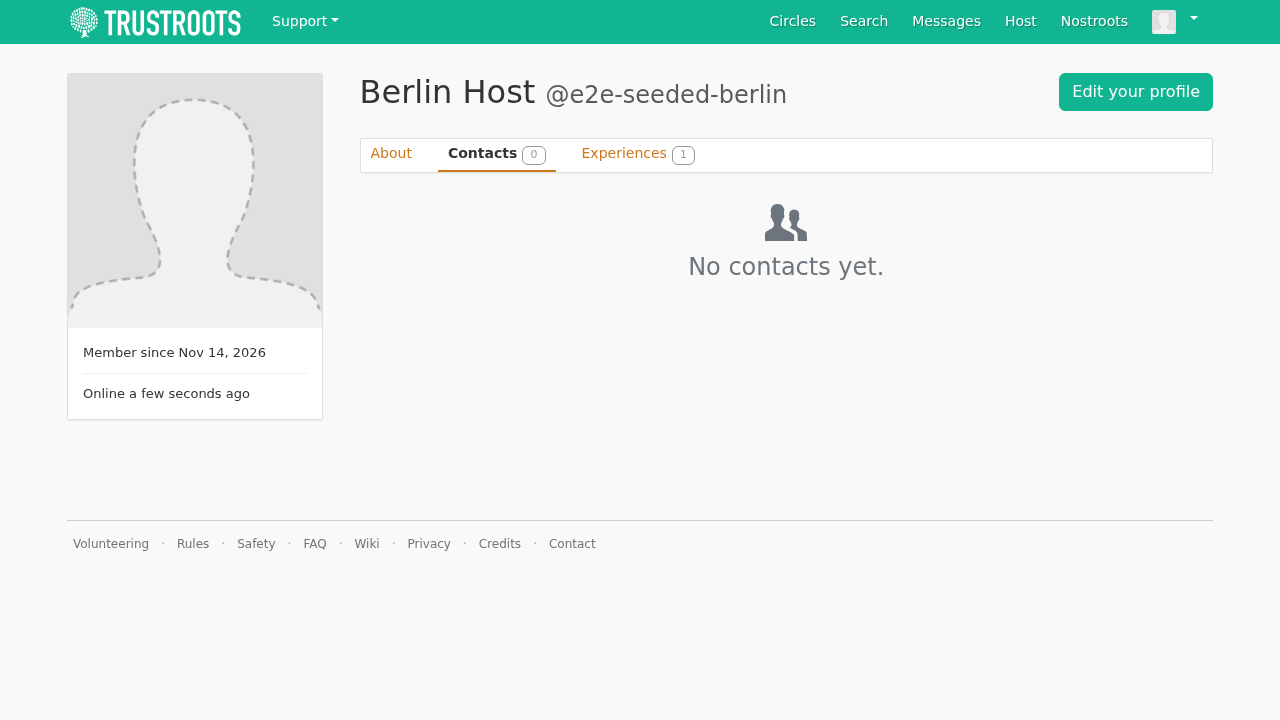 TRUSTROOTS Support Circles Search Messages Host Nostroots
Berlin Host @e2e-seeded-berlin Edit your profile
About Contacts 0 Experiences 1
No contacts yet.
Member since Nov 14, 2026
Online a few seconds ago
Volunteering · Rules · Safety · FAQ · Wiki · Privacy · Credits · Contact